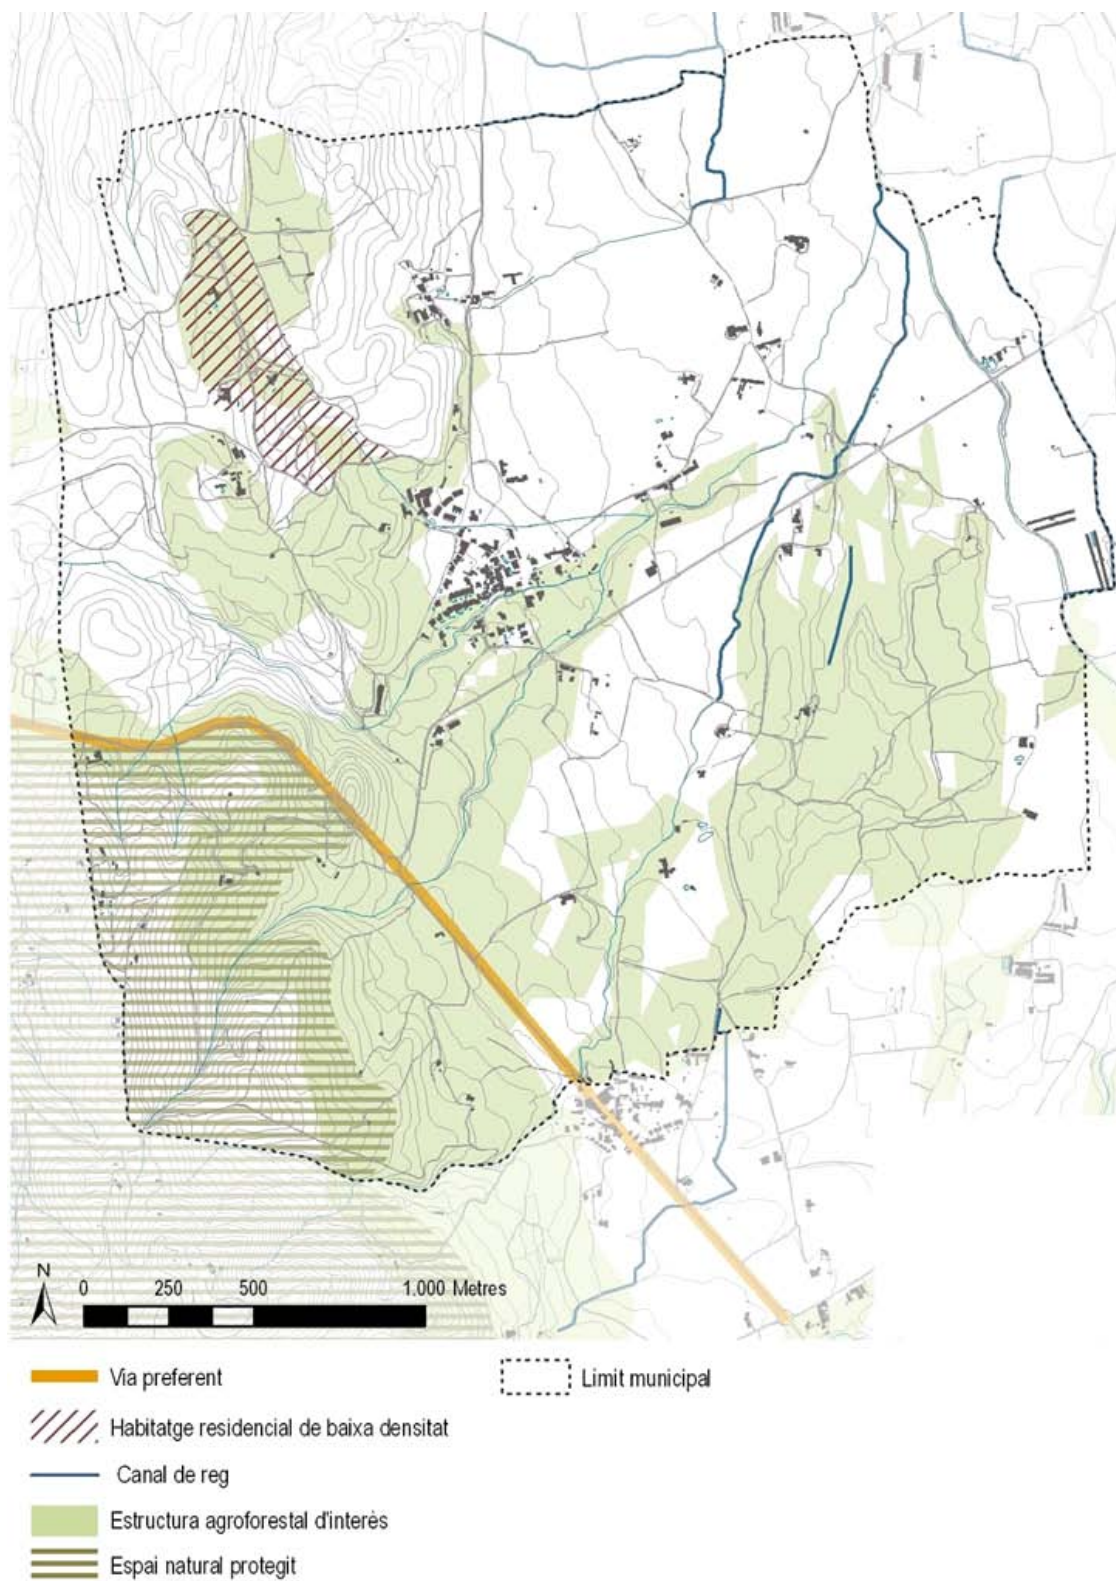 N
0 250 500 1.000 Metres
Via preferent
Límit municipal
Habitatge residencial de baixa densitat
Canal de reg
Estructura agroforestal d'interès
Espai natural protegit